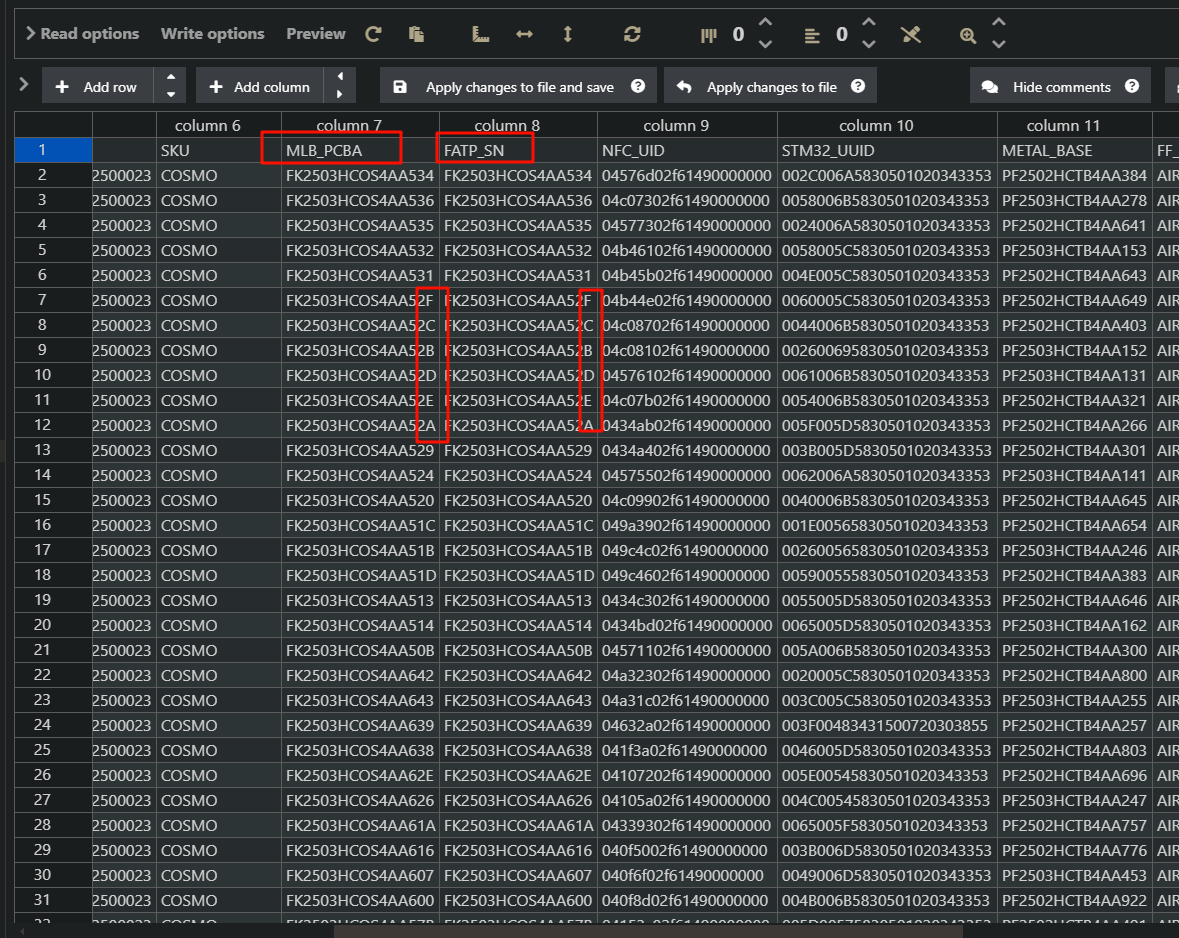 Read options Write options Preview 0 0
Add row Add column Apply changes to file and save ? Apply changes to file ? Hide comments ?
column 6 column 7 column 8 column 9 column 10 column 11
1 SKU MLB_PCBA FATP_SN NFC_UID STM32_UUID METAL_BASE FF_
2 2500023 COSMO FK2503HCOS4AA534 FK2503HCOS4AA534 04576d02f61490000000 002C006A5830501020343353 PF2502HCTB4AA384 AIR
3 2500023 COSMO FK2503HCOS4AA536 FK2503HCOS4AA536 04c07302f61490000000 0058006B5830501020343353 PF2503HCTB4AA278 AIR
4 2500023 COSMO FK2503HCOS4AA535 FK2503HCOS4AA535 04577302f61490000000 0024006A5830501020343353 PF2502HCTB4AA641 AIR
5 2500023 COSMO FK2503HCOS4AA532 FK2503HCOS4AA532 04b46102f61490000000 0058005C5830501020343353 PF2502HCTB4AA153 AIR
6 2500023 COSMO FK2503HCOS4AA531 FK2503HCOS4AA531 04b45b02f61490000000 004E005C5830501020343353 PF2502HCTB4AA643 AIR
7 2500023 COSMO FK2503HCOS4AA52F FK2503HCOS4AA52F 04b44e02f61490000000 0060005C5830501020343353 PF2502HCTB4AA649 AIR
8 2500023 COSMO FK2503HCOS4AA52C FK2503HCOS4AA52C 04c08702f61490000000 0044006B5830501020343353 PF2502HCTB4AA403 AIR
9 2500023 COSMO FK2503HCOS4AA52B FK2503HCOS4AA52B 04c08102f61490000000 002600695830501020343353 PF2503HCTB4AA152 AIR
10 2500023 COSMO FK2503HCOS4AA52D FK2503HCOS4AA52D 04576102f61490000000 0061006B5830501020343353 PF2503HCTB4AA131 AIR
11 2500023 COSMO FK2503HCOS4AA52E FK2503HCOS4AA52E 04c07b02f61490000000 0054006B5830501020343353 PF2502HCTB4AA321 AIR
12 2500023 COSMO FK2503HCOS4AA52A FK2503HCOS4AA52A 0434ab02f61490000000 005F005D5830501020343353 PF2502HCTB4AA266 AIR
13 2500023 COSMO FK2503HCOS4AA529 FK2503HCOS4AA529 0434a402f61490000000 003B005D5830501020343353 PF2502HCTB4AA301 AIR
14 2500023 COSMO FK2503HCOS4AA524 FK2503HCOS4AA524 04575502f61490000000 0062006A5830501020343353 PF2503HCTB4AA141 AIR
15 2500023 COSMO FK2503HCOS4AA520 FK2503HCOS4AA520 04c09902f61490000000 0040006B5830501020343353 PF2502HCTB4AA645 AIR
16 2500023 COSMO FK2503HCOS4AA51C FK2503HCOS4AA51C 049a3902f61490000000 001E00565830501020343353 PF2502HCTB4AA654 AIR
17 2500023 COSMO FK2503HCOS4AA51B FK2503HCOS4AA51B 049c4c02f61490000000 002600565830501020343353 PF2502HCTB4AA246 AIR
18 2500023 COSMO FK2503HCOS4AA51D FK2503HCOS4AA51D 049c4602f61490000000 005900555830501020343353 PF2502HCTB4AA383 AIR
19 2500023 COSMO FK2503HCOS4AA513 FK2503HCOS4AA513 0434c302f61490000000 0055005D5830501020343353 PF2502HCTB4AA646 AIR
20 2500023 COSMO FK2503HCOS4AA514 FK2503HCOS4AA514 0434bd02f61490000000 0065005D5830501020343353 PF2503HCTB4AA162 AIR
21 2500023 COSMO FK2503HCOS4AA50B FK2503HCOS4AA50B 04571102f61490000000 005A006B5830501020343353 PF2502HCTB4AA300 AIR
22 2500023 COSMO FK2503HCOS4AA642 FK2503HCOS4AA642 04a32302f61490000000 0020005C5830501020343353 PF2502HCTB4AA800 AIR
23 2500023 COSMO FK2503HCOS4AA643 FK2503HCOS4AA643 04a31c02f61490000000 003C005C5830501020343353 PF2502HCTB4AA255 AIR
24 2500023 COSMO FK2503HCOS4AA639 FK2503HCOS4AA639 04632a02f61490000000 003F00483431500720303855 PF2502HCTB4AA257 AIR
25 2500023 COSMO FK2503HCOS4AA638 FK2503HCOS4AA638 041f3a02f61490000000 0046005D5830501020343353 PF2502HCTB4AA803 AIR
26 2500023 COSMO FK2503HCOS4AA62E FK2503HCOS4AA62E 04107202f61490000000 005E00545830501020343353 PF2502HCTB4AA696 AIR
27 2500023 COSMO FK2503HCOS4AA626 FK2503HCOS4AA626 04105a02f61490000000 004C00545830501020343353 PF2502HCTB4AA247 AIR
28 2500023 COSMO FK2503HCOS4AA61A FK2503HCOS4AA61A 04339302f61490000000 0065005F5830501020343353 PF2502HCTB4AA757 AIR
29 2500023 COSMO FK2503HCOS4AA616 FK2503HCOS4AA616 040f5002f61490000000 003B006D5830501020343353 PF2502HCTB4AA776 AIR
30 2500023 COSMO FK2503HCOS4AA607 FK2503HCOS4AA607 040f6f02f61490000000 0049006D5830501020343353 PF2502HCTB4AA453 AIR
31 2500023 COSMO FK2503HCOS4AA600 FK2503HCOS4AA600 040f8d02f61490000000 004B006B5830501020343353 PF2502HCTB4AA922 AIR